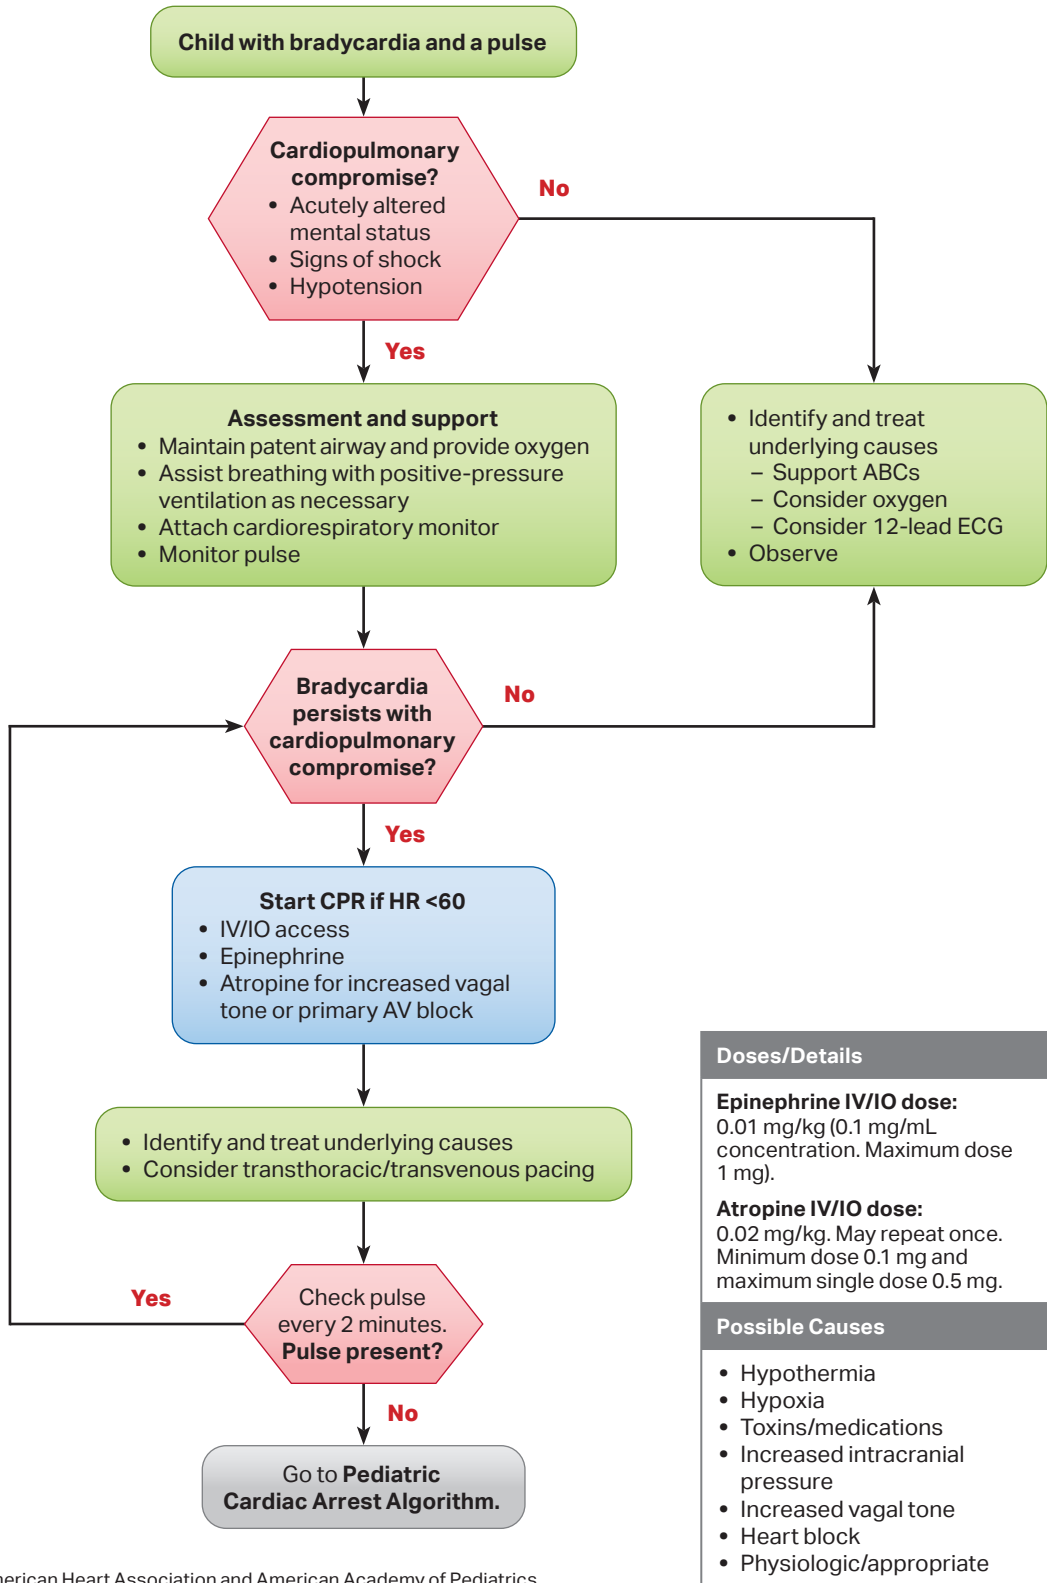 Child with bradycardia and a pulse
Cardiopulmonary
compromise?
• Acutely altered
mental status
• Signs of shock
• Hypotension
No
Yes
Assessment and support
• Maintain patent airway and provide oxygen
• Assist breathing with positive-pressure
ventilation as necessary
• Attach cardiorespiratory monitor
• Monitor pulse
• Identify and treat
underlying causes
– Support ABCs
– Consider oxygen
– Consider 12-lead ECG
• Observe
Bradycardia
persists with
cardiopulmonary
compromise?
No
Yes
Start CPR if HR <60
• IV/IO access
• Epinephrine
• Atropine for increased vagal
tone or primary AV block
• Identify and treat underlying causes
• Consider transthoracic/transvenous pacing
Check pulse
every 2 minutes.
Pulse present?
Yes
No
Go to Pediatric
Cardiac Arrest Algorithm.
Doses/Details
Epinephrine IV/IO dose:
0.01 mg/kg (0.1 mg/mL
concentration. Maximum dose
1 mg).
Atropine IV/IO dose:
0.02 mg/kg. May repeat once.
Minimum dose 0.1 mg and
maximum single dose 0.5 mg.
Possible Causes
• Hypothermia
• Hypoxia
• Toxins/medications
• Increased intracranial
pressure
• Increased vagal tone
• Heart block
• Physiologic/appropriate
Heart Association and American Academy of Pediatrics